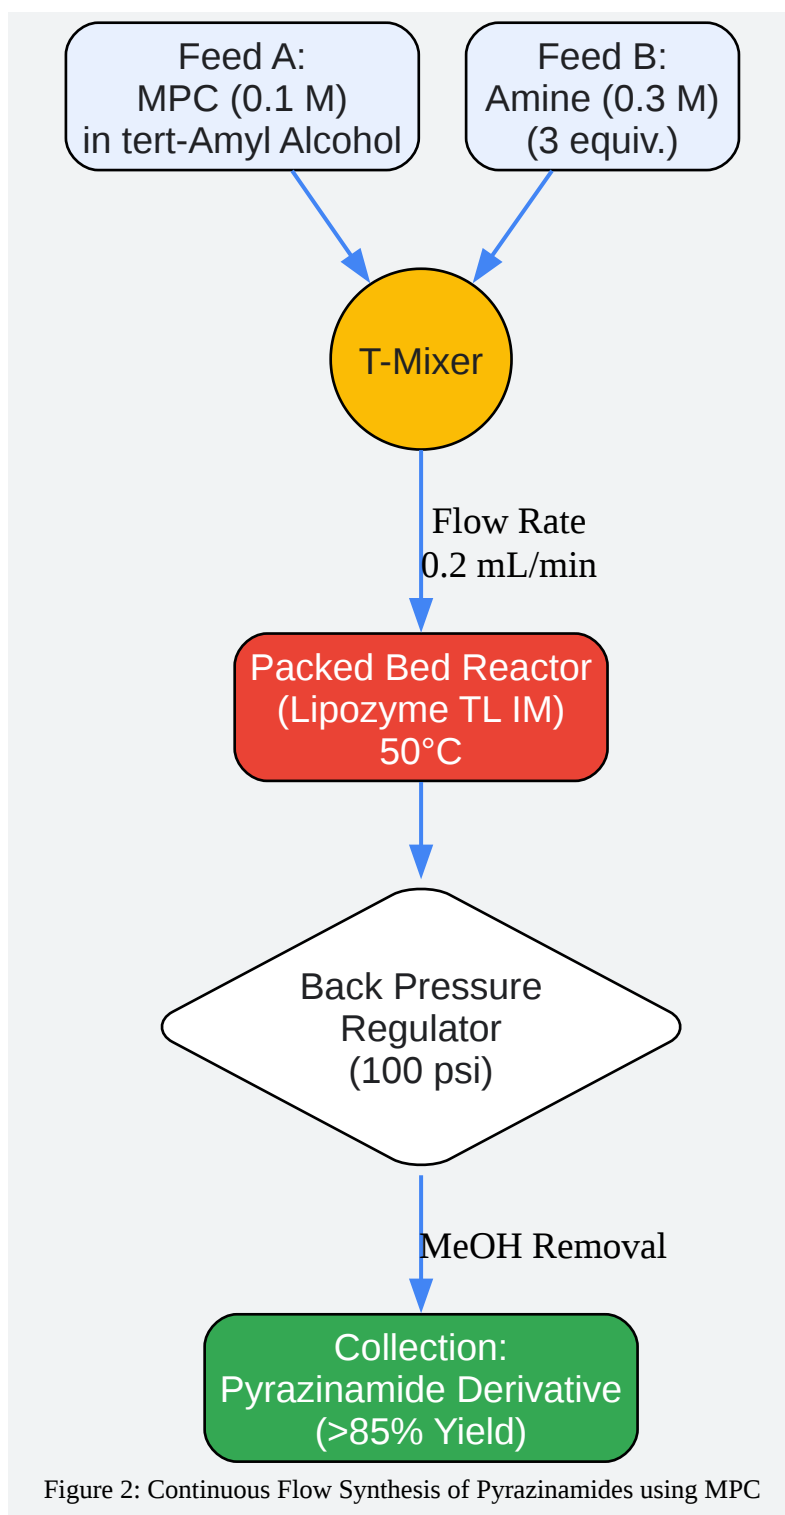 Feed A:
MPC (0.1 M)
in tert-Amyl Alcohol
Feed B:
Amine (0.3 M)
(3 equiv.)
T-Mixer
Flow Rate
0.2 mL/min
Packed Bed Reactor
(Lipozyme TL IM)
50°C
Back Pressure
Regulator
(100 psi)
MeOH Removal
Collection:
Pyrazinamide Derivative
(>85% Yield)
Figure 2: Continuous Flow Synthesis of Pyrazinamides using MPC